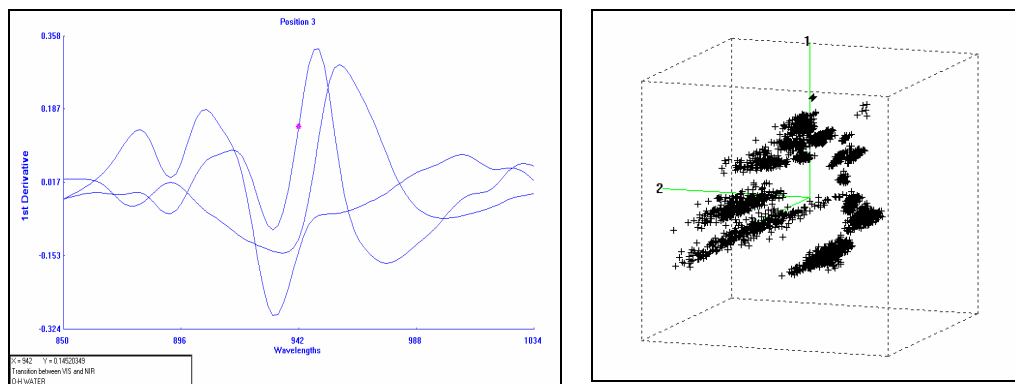 Position 3
0.358
0.187
0.017
-0.153
-0.324
1st Derivative
850 896 942 988 1034
Wavelengths
X = 942 Y = 0.14520349
Transition between VIS and NIR
O-H WATER
1
2